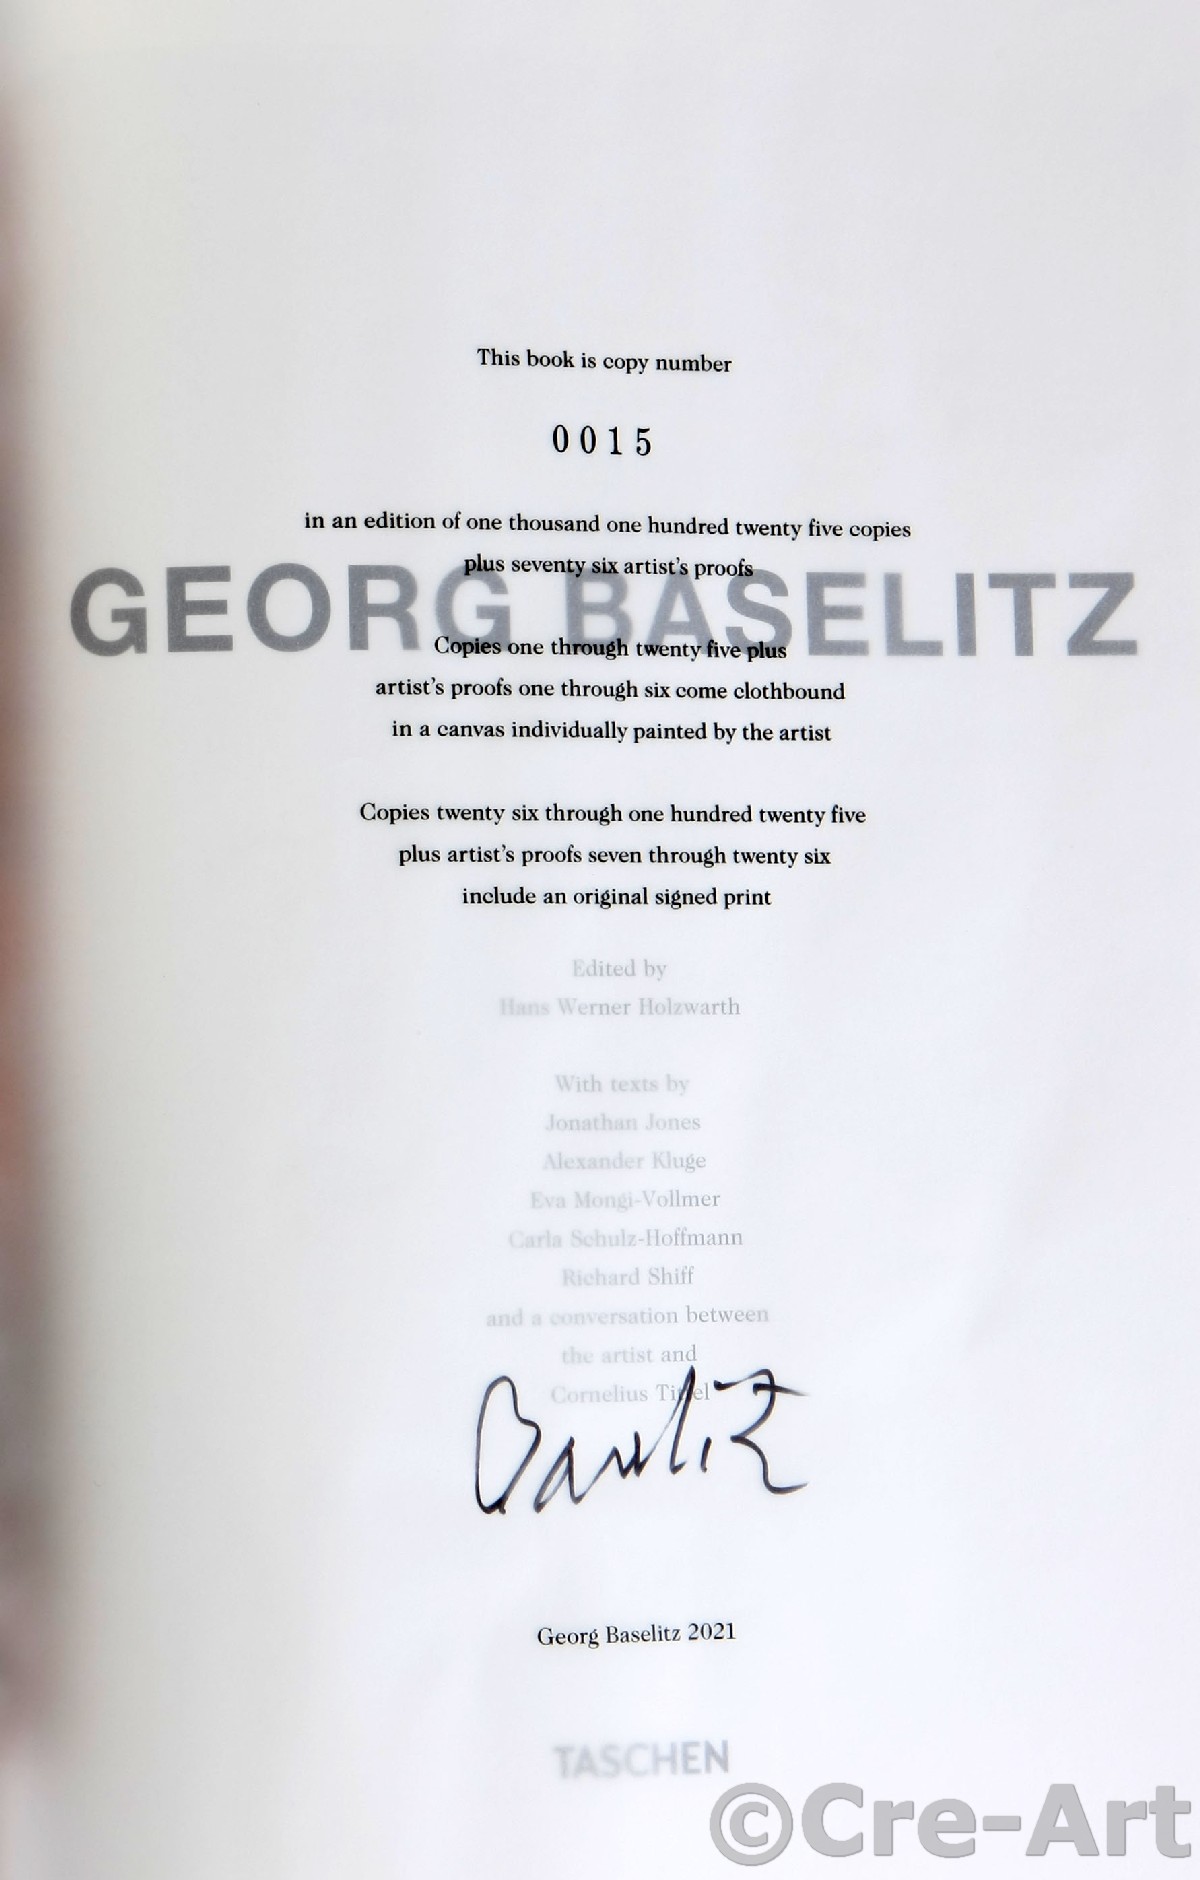 This book is copy number
0015
in an edition of one thousand one hundred twenty five copies
plus seventy six artist's proofs
GEORG BASELITZ
Copies one through twenty five plus
artist's proofs one through six come clothbound
in a canvas individually painted by the artist
Copies twenty six through one hundred twenty five
plus artist's proofs seven through twenty six
include an original signed print
Edited by
Hans Werner Holzwarth
With texts by
Jonathan Jones
Alexander Kluge
Eva Mongi-Vollmer
Carla Schulz-Hoffmann
Richard Shiff
and a conversation between
the artist and
Cornelius Tittel
Baselitz
Georg Baselitz 2021
TASCHEN
©Cre-Art